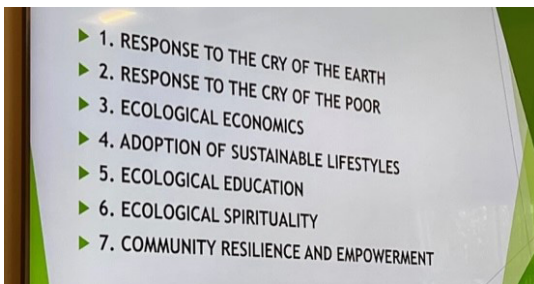 1. RESPONSE TO THE CRY OF THE EARTH
2. RESPONSE TO THE CRY OF THE POOR
3. ECOLOGICAL ECONOMICS
4. ADOPTION OF SUSTAINABLE LIFESTYLES
5. ECOLOGICAL EDUCATION
6. ECOLOGICAL SPIRITUALITY
7. COMMUNITY RESILIENCE AND EMPOWERMENT